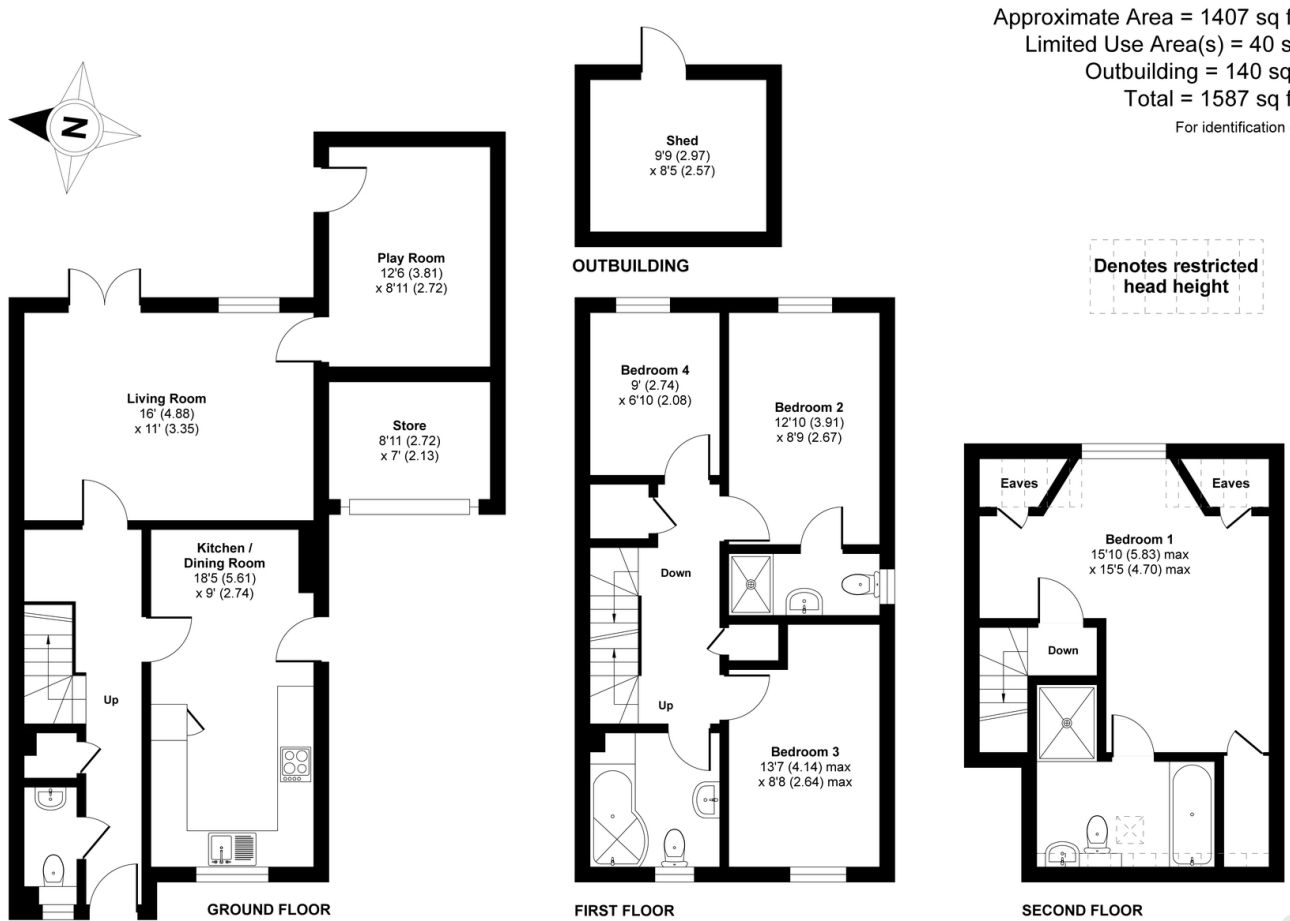 Approximate Area = 1407 sq f
Limited Use Area(s) = 40 s
Outbuilding = 140 sq
Total = 1587 sq f
For identification
N
Shed
9'9 (2.97)
x 8'5 (2.57)
OUTBUILDING
Denotes restricted
head height
Play Room
12'6 (3.81)
x 8'11 (2.72)
Living Room
16' (4.88)
x 11' (3.35)
Store
8'11 (2.72)
x 7' (2.13)
Kitchen /
Dining Room
18'5 (5.61)
x 9' (2.74)
Up
GROUND FLOOR
Bedroom 4
9' (2.74)
x 6'10 (2.08)
Bedroom 2
12'10 (3.91)
x 8'9 (2.67)
Down
Up
Bedroom 3
13'7 (4.14) max
x 8'8 (2.64) max
FIRST FLOOR
Eaves
Eaves
Bedroom 1
15'10 (5.83) max
x 15'5 (4.70) max
Down
SECOND FLOOR